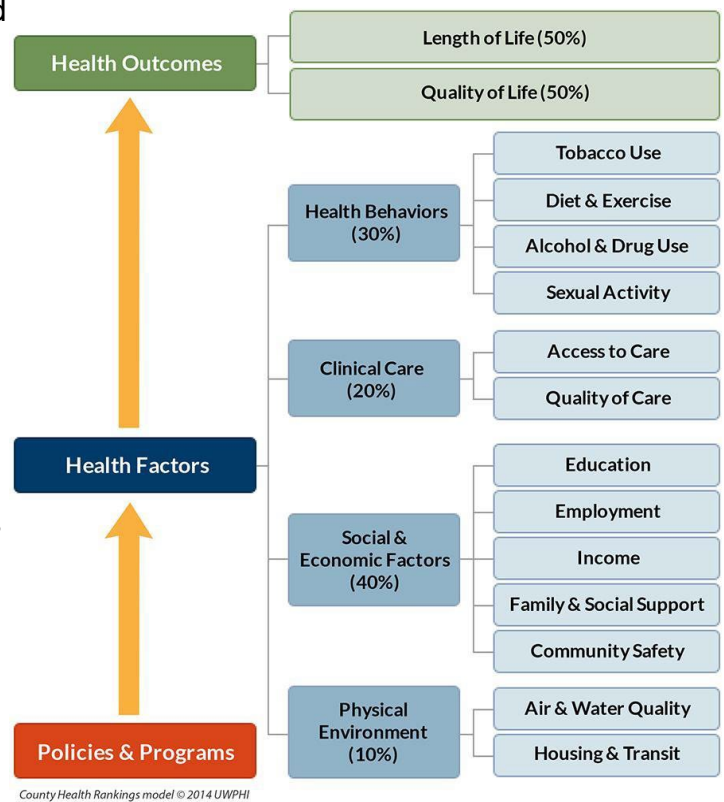 Health Outcomes
Length of Life (50%)
Quality of Life (50%)
Health Factors
Health Behaviors
(30%)
Tobacco Use
Diet & Exercise
Alcohol & Drug Use
Sexual Activity
Clinical Care
(20%)
Access to Care
Quality of Care
Social &
Economic Factors
(40%)
Education
Employment
Income
Family & Social Support
Community Safety
Physical
Environment
(10%)
Air & Water Quality
Housing & Transit
Policies & Programs
County Health Rankings model © 2014 UWPHI